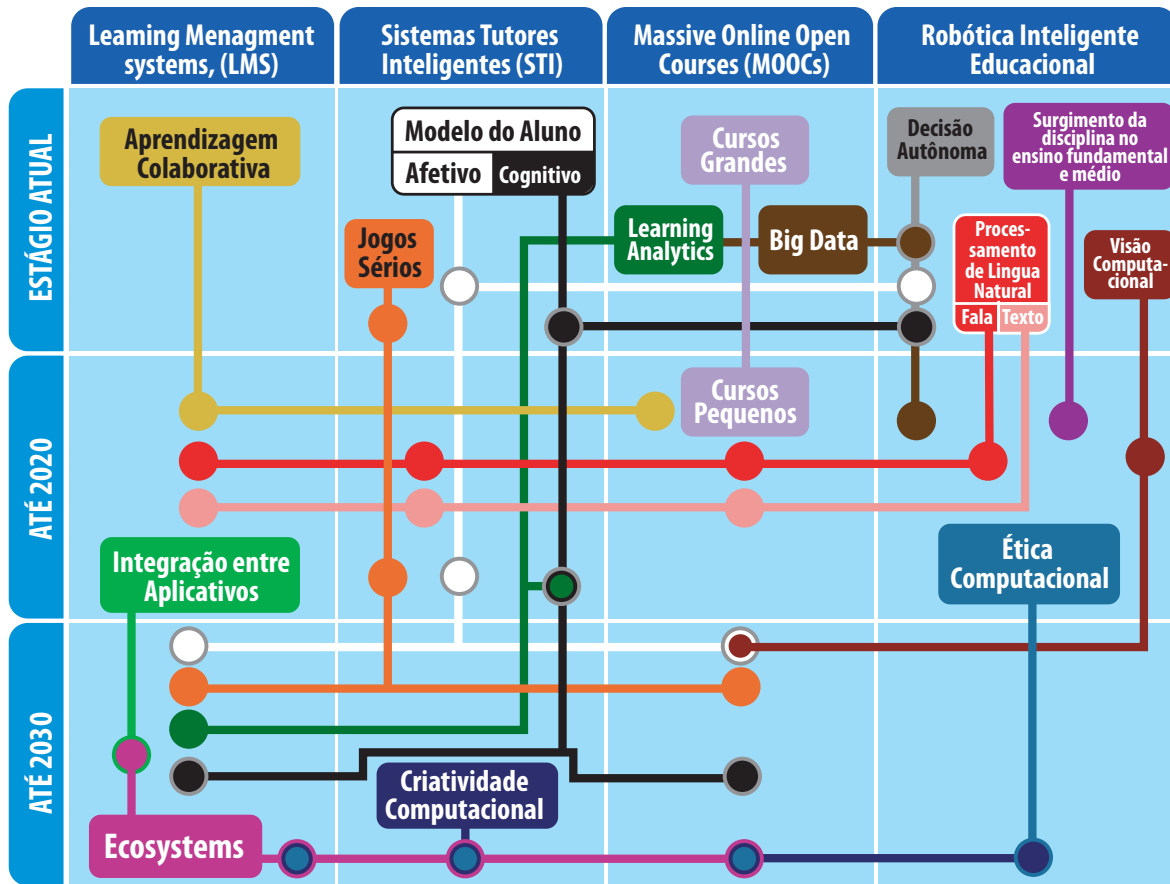 Leaming Menagment
systems, (LMS)
Sistemas Tutores
Inteligentes (STI)
Massive Online Open
Courses (MOOCs)
Robótica Inteligente
Educacional
ESTÁGIO ATUAL
Aprendizagem
Colaborativa
Modelo do Aluno
Afetivo
Cognitivo
Jogos
Sérios
Cursos
Grandes
Learning
Analytics
Big Data
Decisão
Autônoma
Surgimento da
disciplina no
ensino fundamental
e médio
Proces-
samento
de Lingua
Natural
Fala
Texto
Visão
Computa-
cional
ATÉ 2020
Cursos
Pequenos
Integração entre
Aplicativos
Ética
Computacional
ATÉ 2030
Criatividade
Computacional
Ecosystems